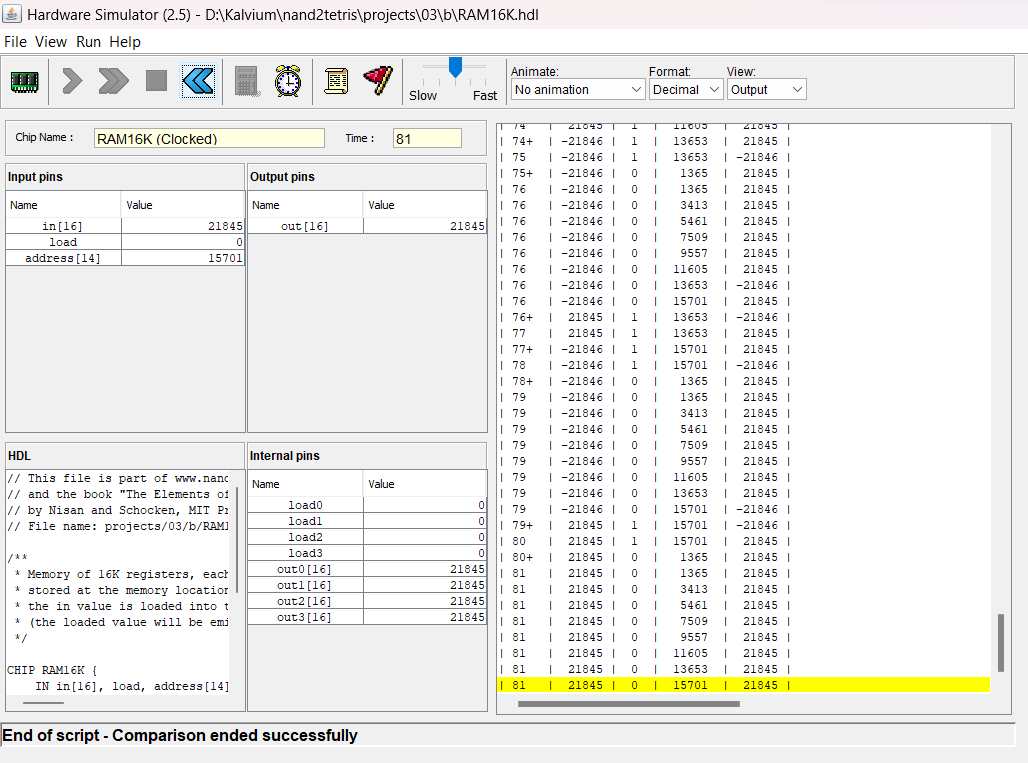 Hardware Simulator (2.5) - D:\Kalvium\nand2tetris\projects\03\b\RAM16K.hdl
File View Run Help
Slow Fast
Animate: Format: View:
No animation Decimal Output
Chip Name : RAM16K (Clocked) Time : 81
Input pins
Name Value
in[16] 21845
load 0
address[14] 15701
Output pins
Name Value
out[16] 21845
HDL
// This file is part of www.nand
// and the book "The Elements of
// by Nisan and Schocken, MIT Pr
// File name: projects/03/b/RAM1
/**
* Memory of 16K registers, each
* stored at the memory location
* the in value is loaded into t
* (the loaded value will be emi
*/
CHIP RAM16K {
IN in[16], load, address[14]
Internal pins
Name Value
load0 0
load1 0
load2 0
load3 0
out0[16] 21845
out1[16] 21845
out2[16] 21845
out3[16] 21845
| 74 | 21845 | 1 | 11605 | 21845 |
| 74+ | -21846 | 1 | 13653 | 21845 |
| 75 | -21846 | 1 | 13653 | -21846 |
| 75+ | -21846 | 0 | 1365 | 21845 |
| 76 | -21846 | 0 | 1365 | 21845 |
| 76 | -21846 | 0 | 3413 | 21845 |
| 76 | -21846 | 0 | 5461 | 21845 |
| 76 | -21846 | 0 | 7509 | 21845 |
| 76 | -21846 | 0 | 9557 | 21845 |
| 76 | -21846 | 0 | 11605 | 21845 |
| 76 | -21846 | 0 | 13653 | -21846 |
| 76 | -21846 | 0 | 15701 | 21845 |
| 76+ | 21845 | 1 | 13653 | -21846 |
| 77 | 21845 | 1 | 13653 | 21845 |
| 77+ | -21846 | 1 | 15701 | 21845 |
| 78 | -21846 | 1 | 15701 | -21846 |
| 78+ | -21846 | 0 | 1365 | 21845 |
| 79 | -21846 | 0 | 1365 | 21845 |
| 79 | -21846 | 0 | 3413 | 21845 |
| 79 | -21846 | 0 | 5461 | 21845 |
| 79 | -21846 | 0 | 7509 | 21845 |
| 79 | -21846 | 0 | 9557 | 21845 |
| 79 | -21846 | 0 | 11605 | 21845 |
| 79 | -21846 | 0 | 13653 | 21845 |
| 79 | -21846 | 0 | 15701 | -21846 |
| 79+ | 21845 | 1 | 15701 | -21846 |
| 80 | 21845 | 1 | 15701 | 21845 |
| 80+ | 21845 | 0 | 1365 | 21845 |
| 81 | 21845 | 0 | 1365 | 21845 |
| 81 | 21845 | 0 | 3413 | 21845 |
| 81 | 21845 | 0 | 5461 | 21845 |
| 81 | 21845 | 0 | 7509 | 21845 |
| 81 | 21845 | 0 | 9557 | 21845 |
| 81 | 21845 | 0 | 11605 | 21845 |
| 81 | 21845 | 0 | 13653 | 21845 |
| 81 | 21845 | 0 | 15701 | 21845 |
End of script - Comparison ended successfully